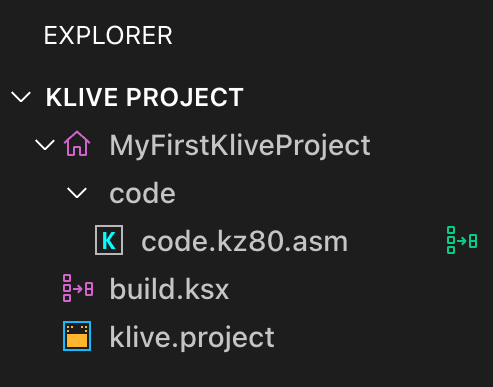 EXPLORER
KLIVE PROJECT
MyFirstKliveProject
code
K code.kz80.asm
build.ksx
klive.project